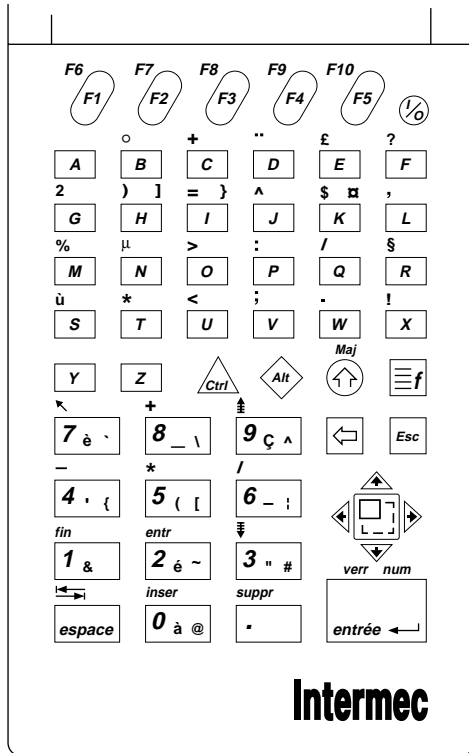 F6 F7 F8 F9 F10
F1 F2 F3 F4 F5 I/O
○ + ¨ £ ?
A B C D E F
2 ) ] = } ^ $ ¤ ,
G H I J K L
% µ > : / §
M N O P Q R
ù * < ; . !
S T U V W X
Maj
Y Z Ctrl Alt f
+
7 è ` 8 _ \ 9 Ç ^ Esc
– * /
4 ' { 5 ( [ 6 – ¦
fin entr
1 & 2 é ~ 3 " #
verr num
inser suppr
espace 0 à @ . entrée
Intermec